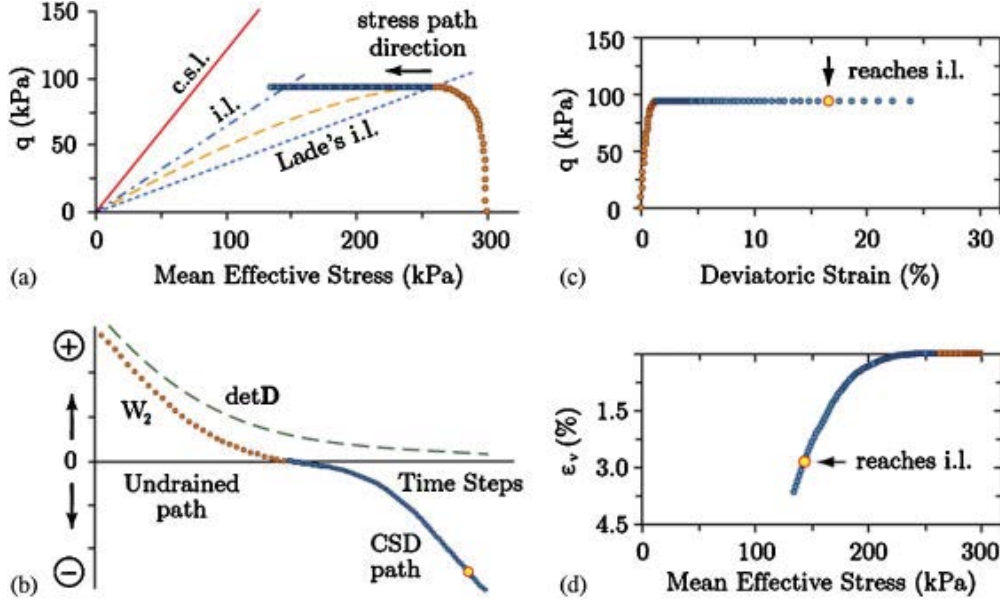 150
100
50
0
q (kPa)
c.s.l.
i.l.
Lade's i.l.
stress path
direction
0
100
200
300
Mean Effective Stress (kPa)
(a)
150
100
50
0
q (kPa)
reaches i.l.
0
10
20
30
Deviatoric Strain (%)
(c)
+
0
−
W2
detD
Undrained
path
Time Steps
CSD
path
(b)
1.5
3.0
4.5
εv (%)
reaches i.l.
0
100
200
300
Mean Effective Stress (kPa)
(d)